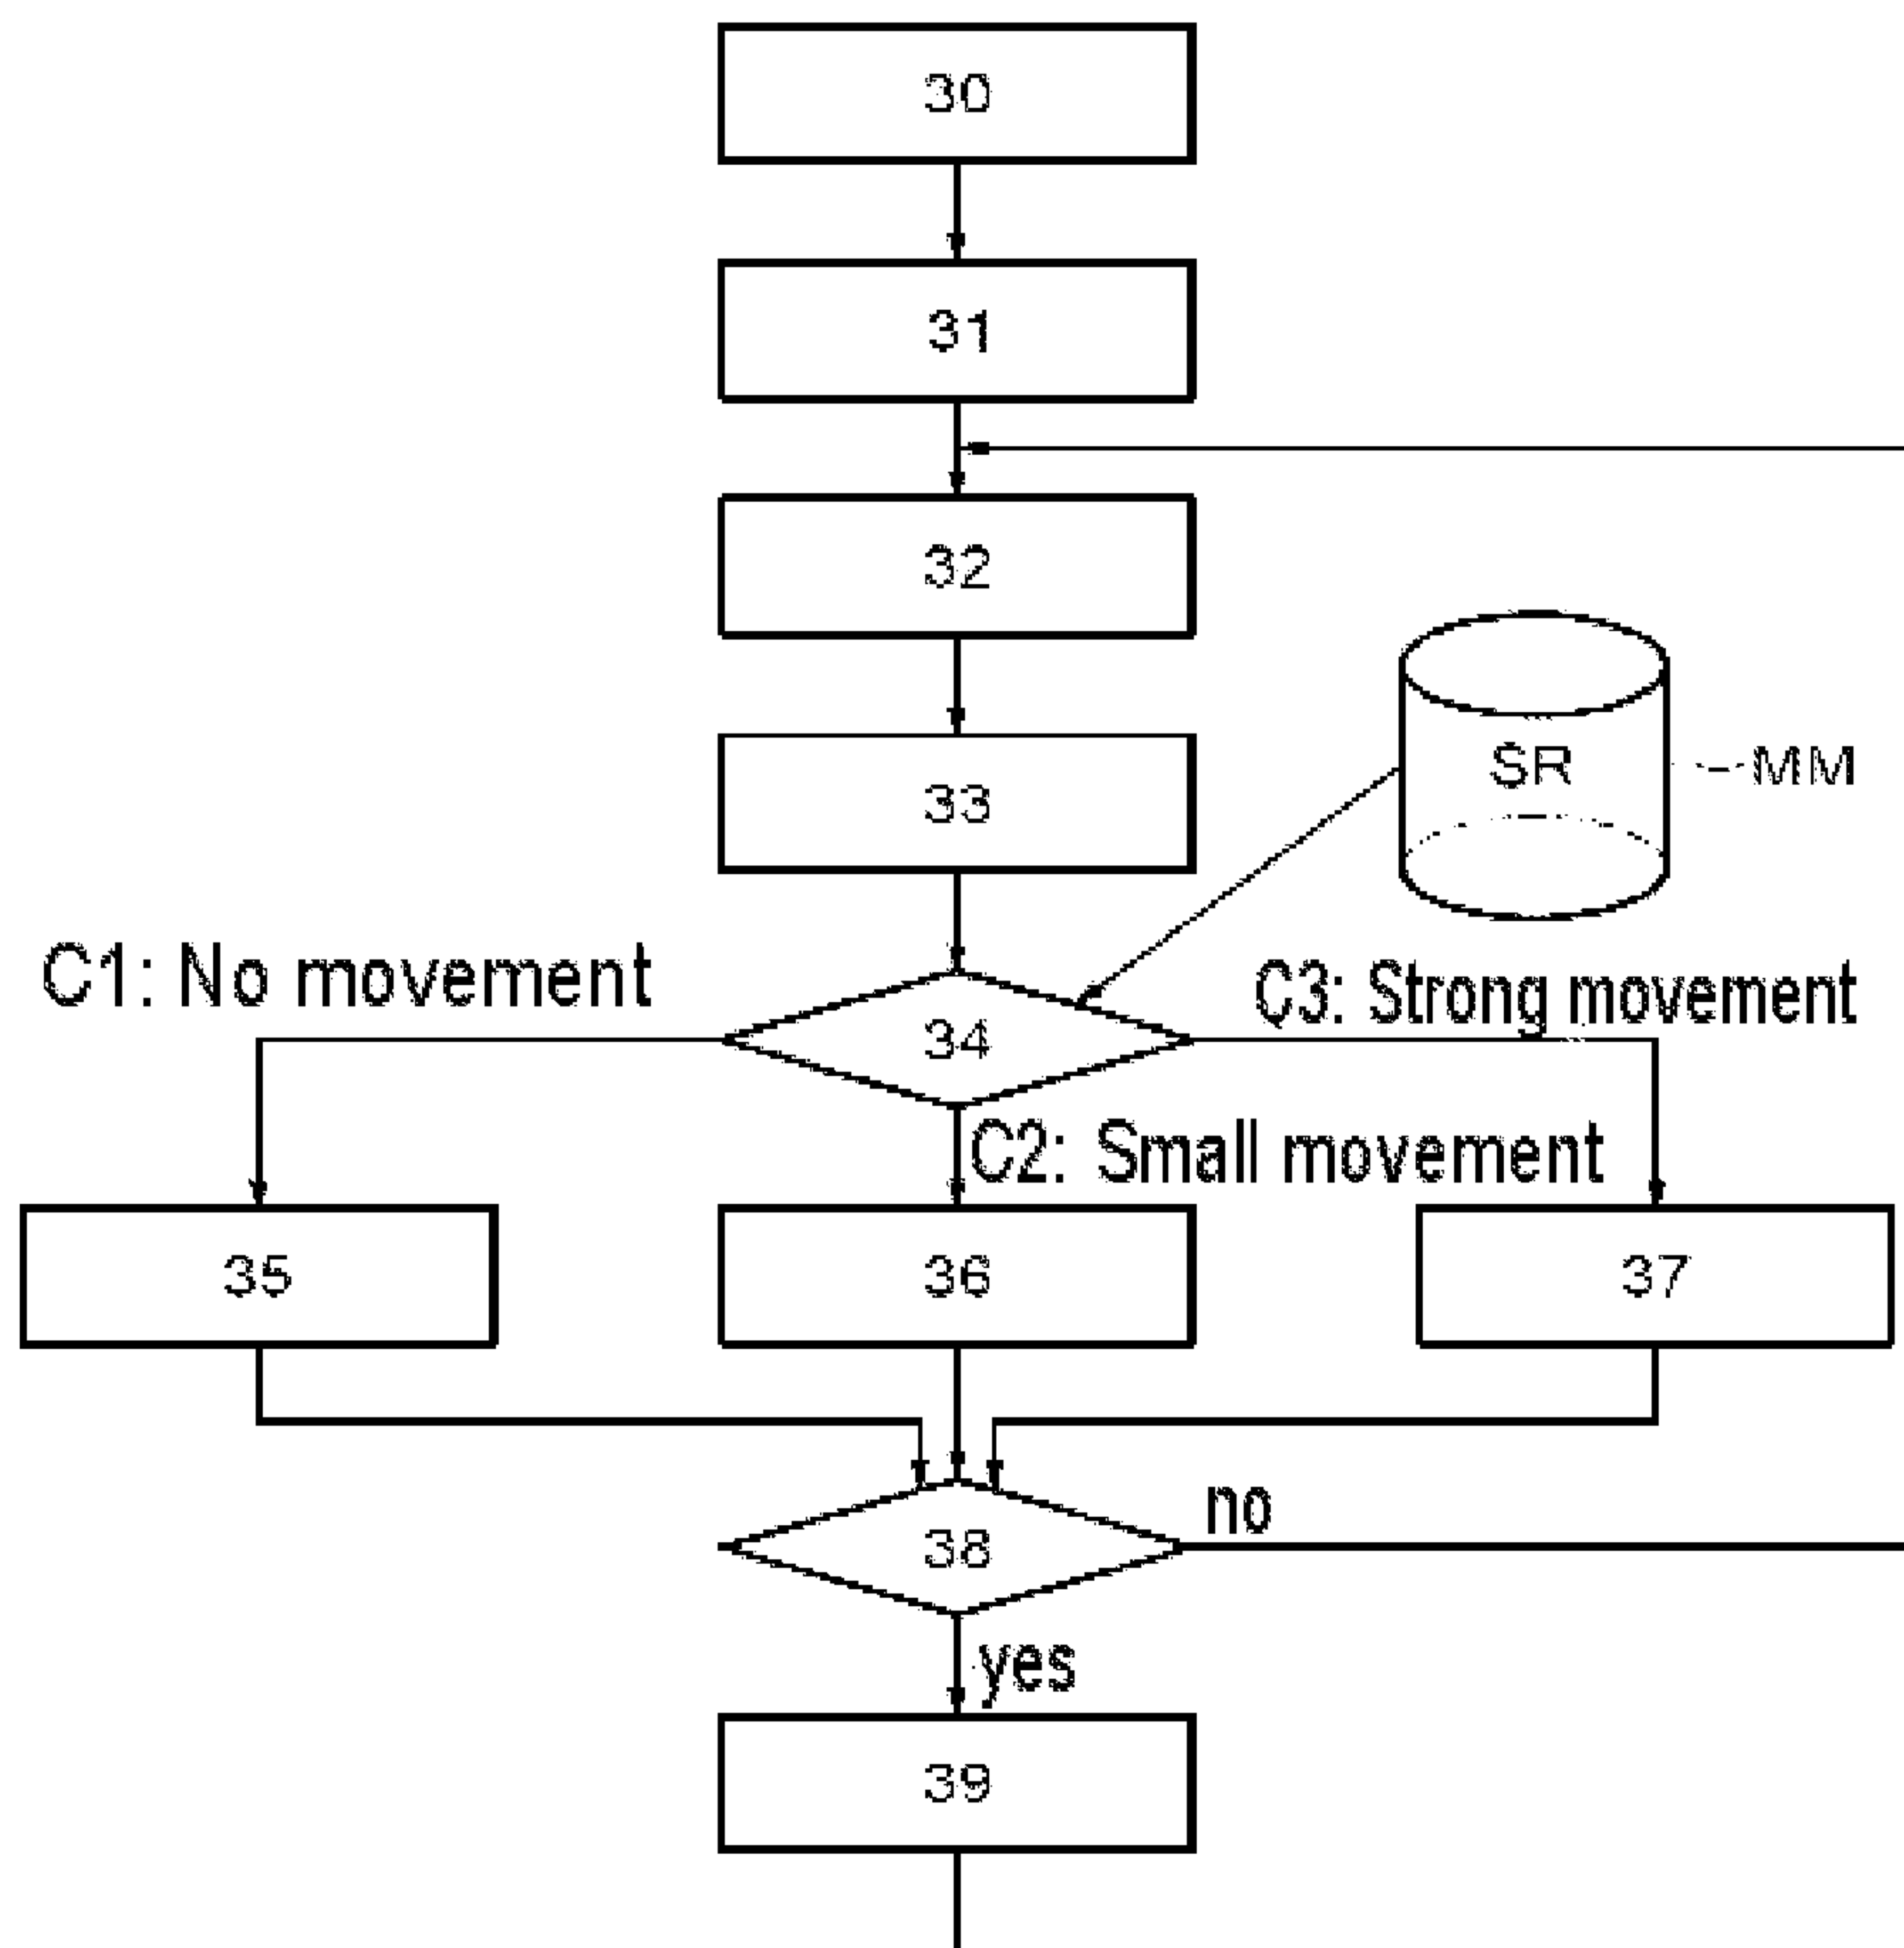 30
31
32
33
SR
MM
C1: No movement
34
C3: Strong movement
C2: Small movement
35
36
37
38
no
yes
39